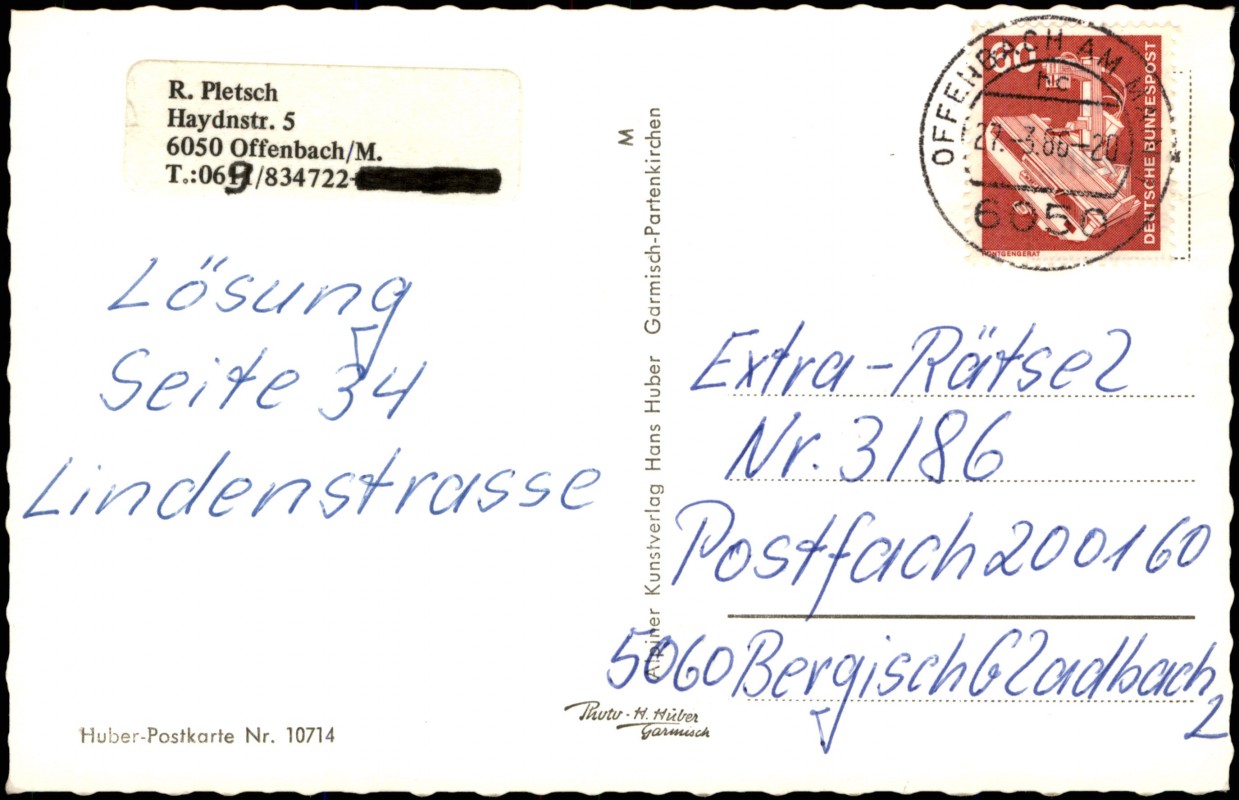 R. Pletsch
Haydnstr. 5
6050 Offenbach/M.
T.:069/834722-
Lösung
Seite 34
Lindenstrasse
Huber-Postkarte Nr. 10714
M
Alpiner Kunstverlag Hans Huber Garmisch-Partenkirchen
Photo - H. Huber
Garmisch
60
DEUTSCHE BUNDESPOST
RÖNTGENGERÄT
OFFENBACH AM
27.-3.86-20
6050
Extra-Rätsel
Nr. 3/86
Postfach 200160
5060 Bergisch Gladbach
2